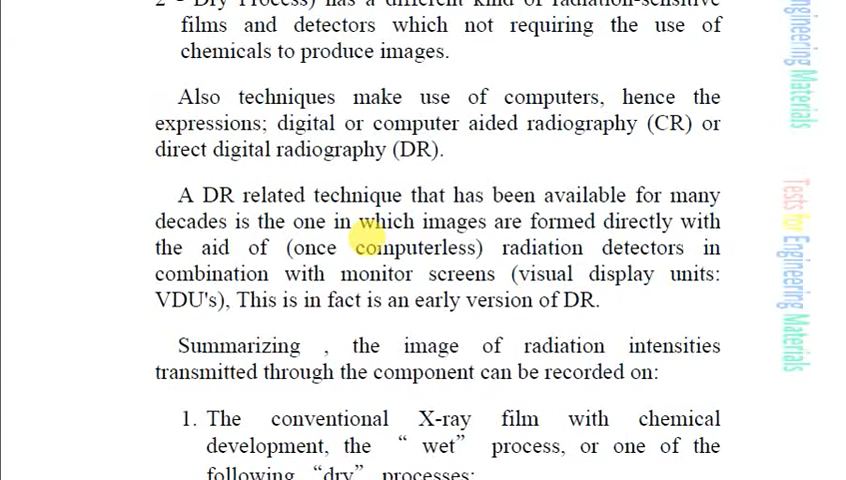 2 - Dry Process) has a different kind of radiation-sensitive
films and detectors which not requiring the use of
chemicals to produce images.
Also techniques make use of computers, hence the
expressions; digital or computer aided radiography (CR) or
direct digital radiography (DR).
A DR related technique that has been available for many
decades is the one in which images are formed directly with
the aid of (once computerless) radiation detectors in
combination with monitor screens (visual display units:
VDU's), This is in fact is an early version of DR.
Summarizing , the image of radiation intensities
transmitted through the component can be recorded on:
1. The conventional X-ray film with chemical
development, the “ wet” process, or one of the
following “dry” processes:
Engineering Materials
Tests for Engineering Materials